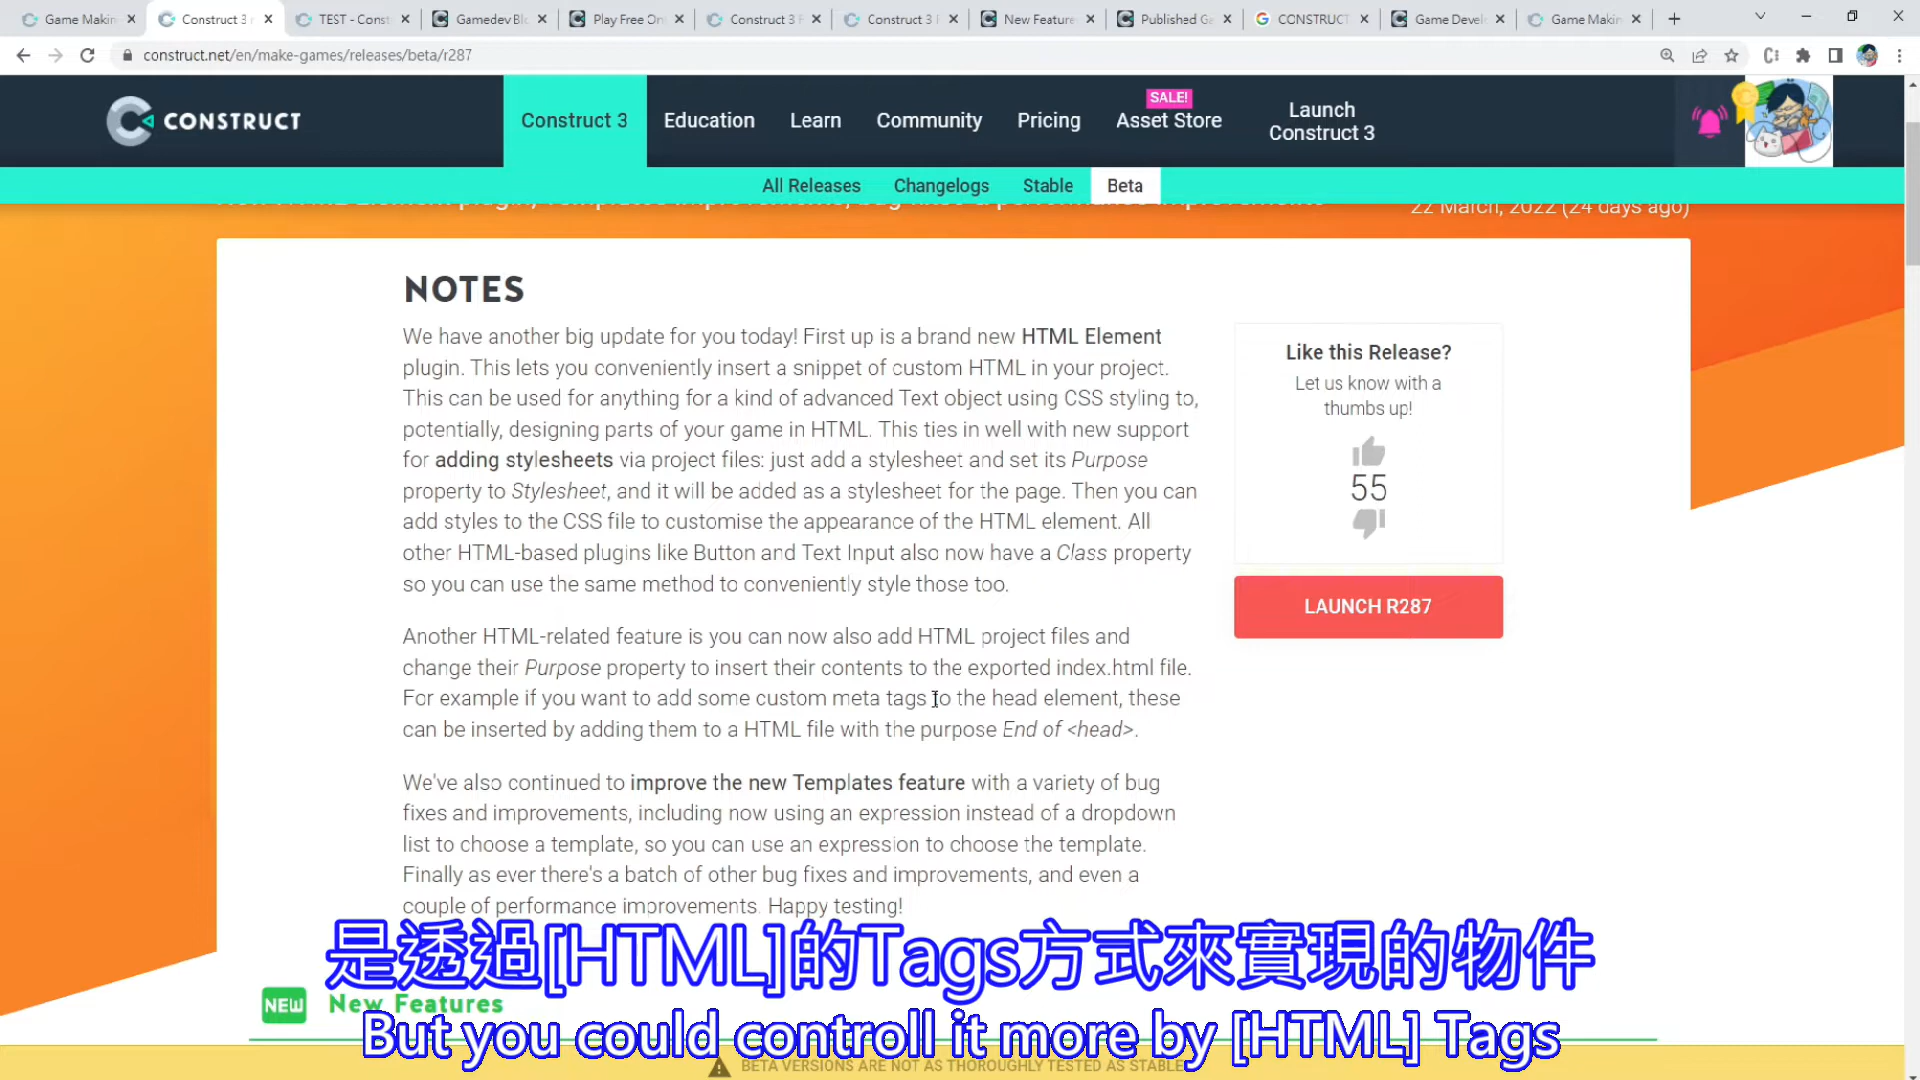 Game Makin
Construct 3 r
TEST - Const
Gamedev Blo
Play Free On
Construct 3 F
Construct 3 F
New Feature
Published Ga
CONSTRUCT
Game Devel
Game Makin
construct.net/en/make-games/releases/beta/r287
CONSTRUCT
Construct 3
Education
Learn
Community
Pricing
SALE!
Asset Store
Launch
Construct 3
All Releases
Changelogs
Stable
Beta
22 March, 2022 (24 days ago)
NOTES
We have another big update for you today! First up is a brand new HTML Element
plugin. This lets you conveniently insert a snippet of custom HTML in your project.
This can be used for anything for a kind of advanced Text object using CSS styling to,
potentially, designing parts of your game in HTML. This ties in well with new support
for adding stylesheets via project files: just add a stylesheet and set its Purpose
property to Stylesheet, and it will be added as a stylesheet for the page. Then you can
add styles to the CSS file to customise the appearance of the HTML element. All
other HTML-based plugins like Button and Text Input also now have a Class property
so you can use the same method to conveniently style those too.
Another HTML-related feature is you can now also add HTML project files and
change their Purpose property to insert their contents to the exported index.html file.
For example if you want to add some custom meta tags to the head element, these
can be inserted by adding them to a HTML file with the purpose End of <head>.
We've also continued to improve the new Templates feature with a variety of bug
fixes and improvements, including now using an expression instead of a dropdown
list to choose a template, so you can use an expression to choose the template.
Finally as ever there's a batch of other bug fixes and improvements, and even a
couple of performance improvements. Happy testing!
Like this Release?
Let us know with a
thumbs up!
55
LAUNCH R287
是透過[HTML]的Tags方式來實現的物件
NEW New Features
But you could controll it more by [HTML] Tags
BETA VERSIONS ARE NOT AS THOROUGHLY TESTED AS STABLE